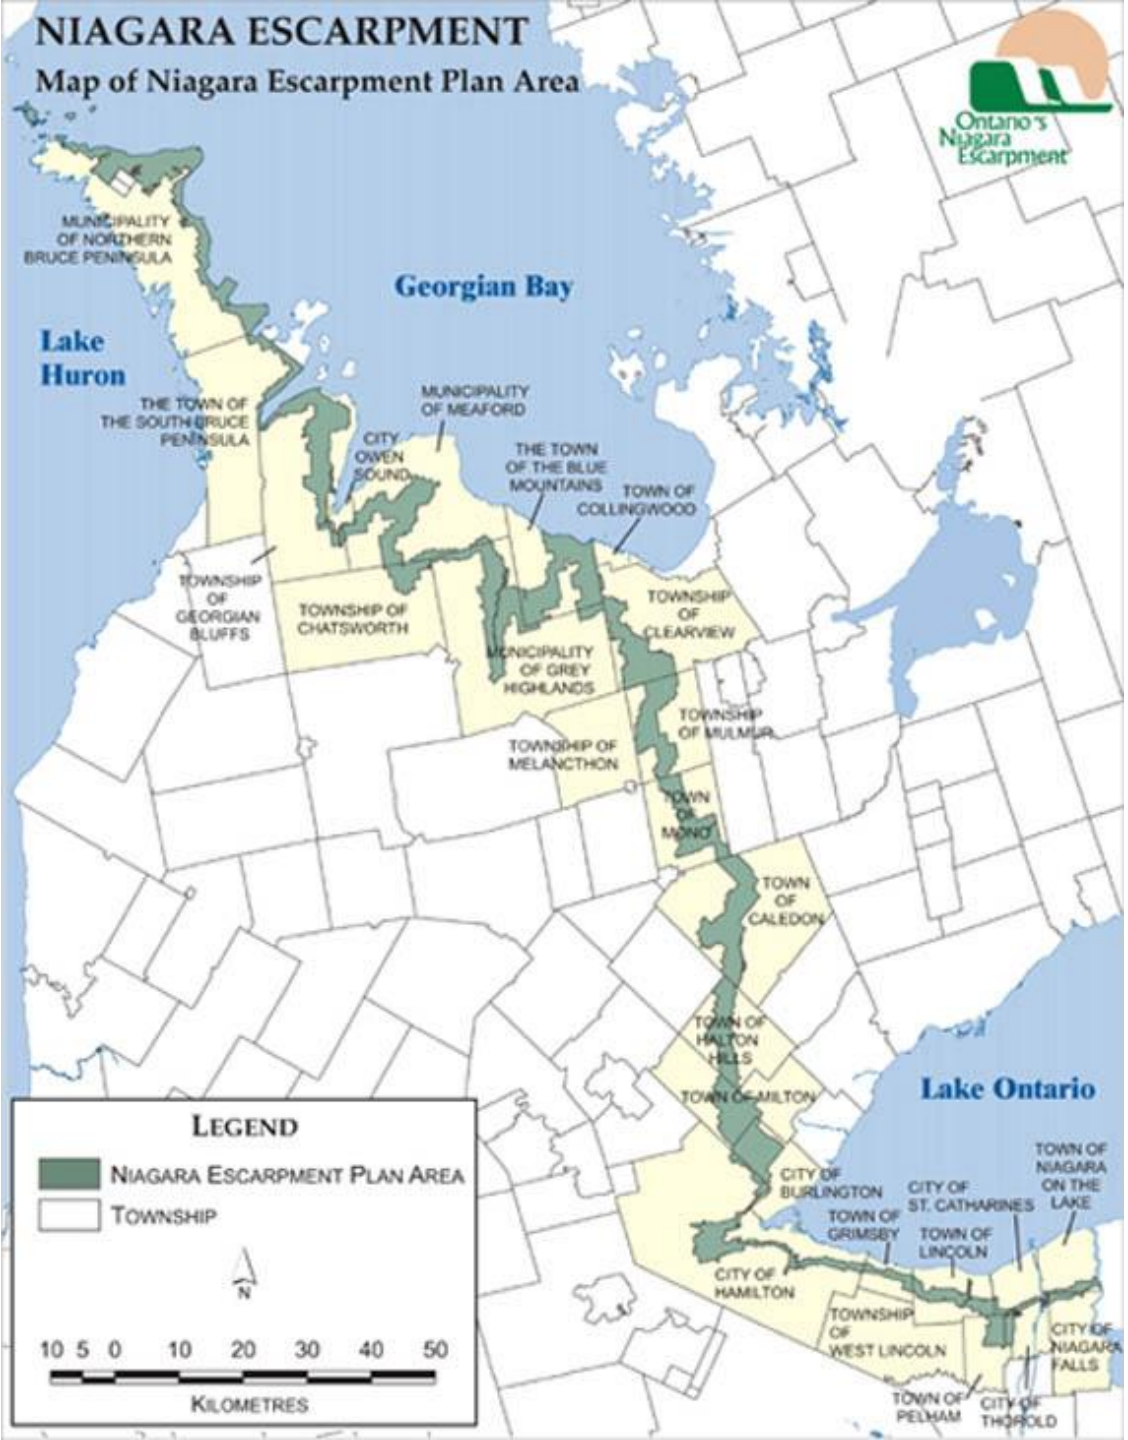 NIAGARA ESCARPMENT
Map of Niagara Escarpment Plan Area
Ontario's
Niagara
Escarpment
MUNICIPALITY
OF NORTHERN
BRUCE PENINSULA
Georgian Bay
Lake
Huron
THE TOWN OF
THE SOUTH BRUCE
PENINSULA
MUNICIPALITY
OF MEAFORD
CITY
OWEN
SOUND
THE TOWN
OF THE BLUE
MOUNTAINS
TOWN OF
COLLINGWOOD
TOWNSHIP
OF
GEORGIAN
BLUFFS
TOWNSHIP OF
CHATSWORTH
TOWNSHIP
OF
CLEARVIEW
MUNICIPALITY
OF GREY
HIGHLANDS
TOWNSHIP
OF MULMUR
TOWNSHIP OF
MELANCTHON
TOWN
OF
MONO
TOWN
OF
CALEDON
TOWN OF
HALTON
HILLS
TOWN OF MILTON
Lake Ontario
CITY OF
BURLINGTON
TOWN OF
GRIMSBY
CITY OF
ST. CATHARINES
TOWN OF
LINCOLN
TOWN OF
NIAGARA
ON THE
LAKE
CITY OF
HAMILTON
TOWNSHIP
OF
WEST LINCOLN
CITY OF
NIAGARA
FALLS
TOWN OF
PELHAM
CITY OF
THOROLD
LEGEND
NIAGARA ESCARPMENT PLAN AREA
TOWNSHIP
N
10 5 0 10 20 30 40 50
KILOMETRES